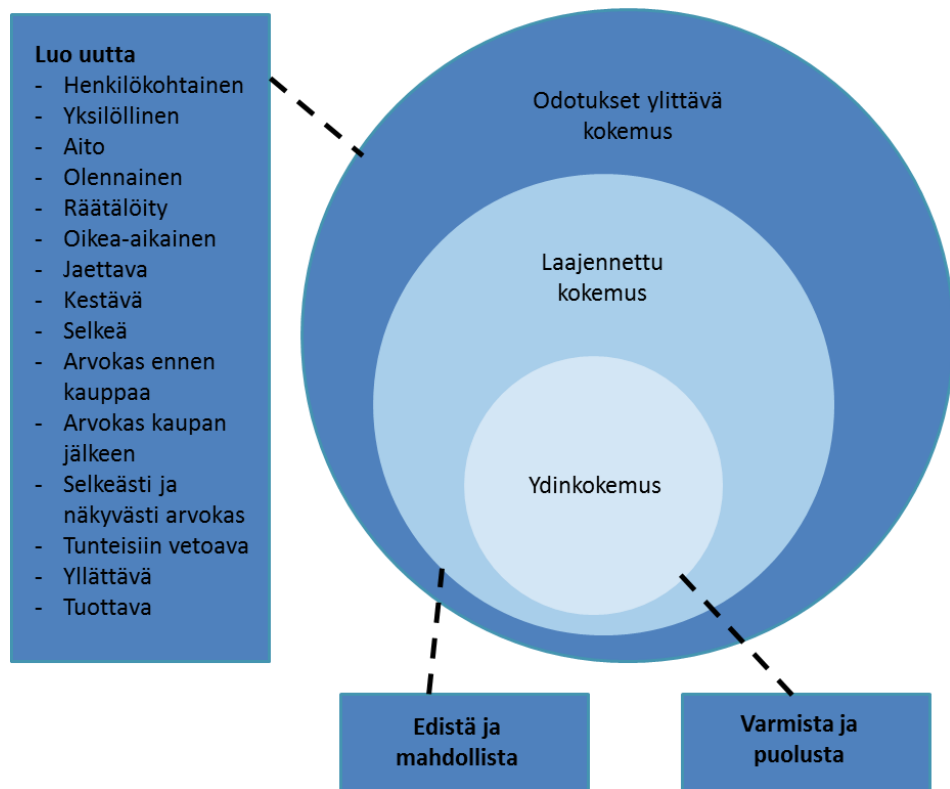 Luo uutta
- Henkilökohtainen
- Yksilöllinen
- Aito
- Olennainen
- Räätälöity
- Oikea-aikainen
- Jaettava
- Kestävä
- Selkeä
- Arvokas ennen
kauppaa
- Arvokas kaupan
jälkeen
- Selkeästi ja
näkyvästi arvokas
- Tunteisiin vetoava
- Yllättävä
- Tuottava
Odotukset ylittävä
kokemus
Laajennettu
kokemus
Ydinkokemus
Edistä ja
mahdollista
Varmista ja
puolusta